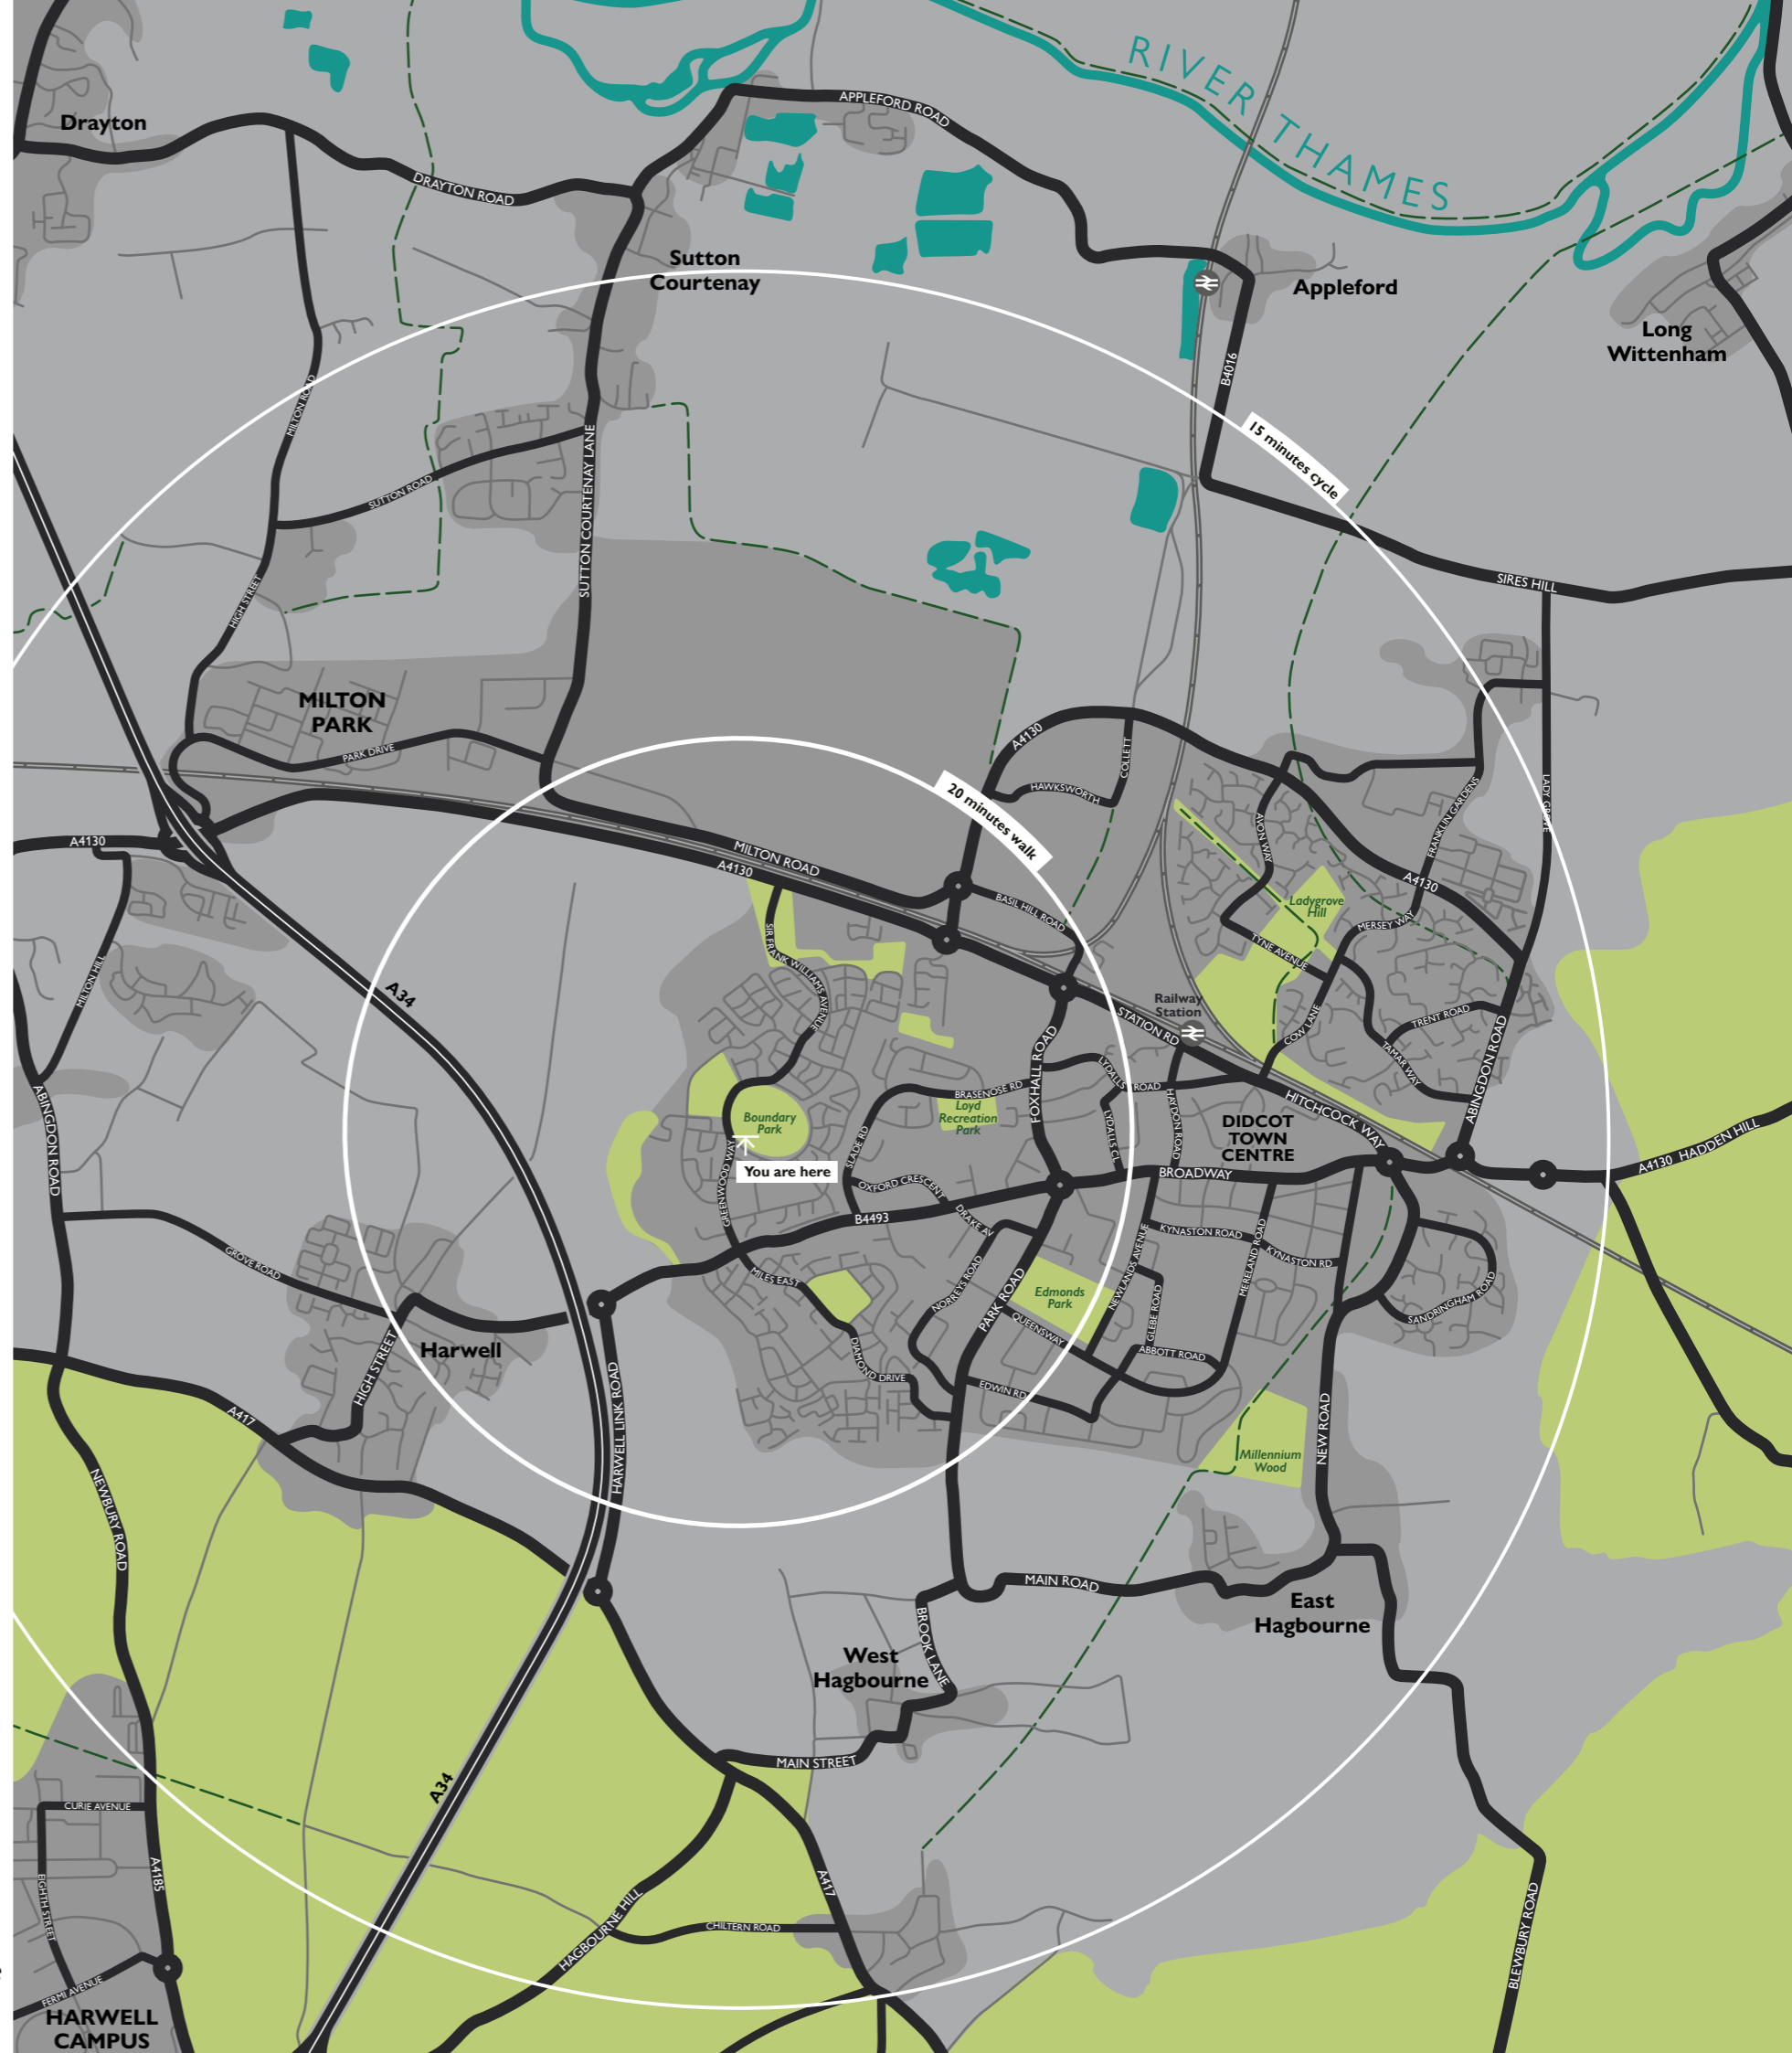 RIVER THAMES
APPLEFORD ROAD
Drayton
DRAYTON ROAD
Sutton
Courtenay
Appleford
Long
Wittenham
B4016
MILTON ROAD
15 minutes cycle
SUTTON ROAD
SUTTON COURTENAY LANE
SIRES HILL
HIGH STREET
MILTON
PARK
PARK DRIVE
A4130
COLLETT
HAWKSWORTH
20 minutes walk
LADY GROVE
FRANKLIN GARDENS
AVON WAY
A4130
MILTON ROAD
A4130
A4130
BASIL HILL ROAD
Ladygrove
Hill
MERSEY WAY
SIR FRANK WILLIAMS AVENUE
TYNE AVENUE
MILTON HILL
A34
Railway
Station
STATION RD
COW LANE
TRENT ROAD
TAMAR WAY
ABINGDON ROAD
FOXHALL ROAD
LYDALLS ROAD
BRASENOSE RD
Loyd
Recreation
Park
Boundary
Park
HAYDON ROAD
HITCHCOCK WAY
ABINGDON ROAD
LYDALLS CL
DIDCOT
TOWN
CENTRE
SLADE RD
A4130 HADDEN HILL
You are here
BROADWAY
GREENWOOD WAY
OXFORD CRESCENT
B4493
DRAKE AV
KYNASTON ROAD
KYNASTON RD
MERELAND ROAD
NEWLANDS AVENUE
GROVE ROAD
MILES EAST
NORREYS ROAD
PARK ROAD
Edmonds
Park
GLEBE ROAD
SANDRINGHAM ROAD
QUEENSWAY
ABBOTT ROAD
Harwell
HIGH STREET
DIAMOND DRIVE
EDWIN RD
HARWELL LINK ROAD
A417
NEW ROAD
Millennium
Wood
NEWBURY ROAD
MAIN ROAD
East
Hagbourne
BROOK LANE
West
Hagbourne
MAIN STREET
A34
CURIE AVENUE
A4185
EIGHTH STREET
A417
HAGBOURNE HILL
CHILTERN ROAD
BLEWBURY ROAD
FERMI AVENUE
HARWELL
CAMPUS